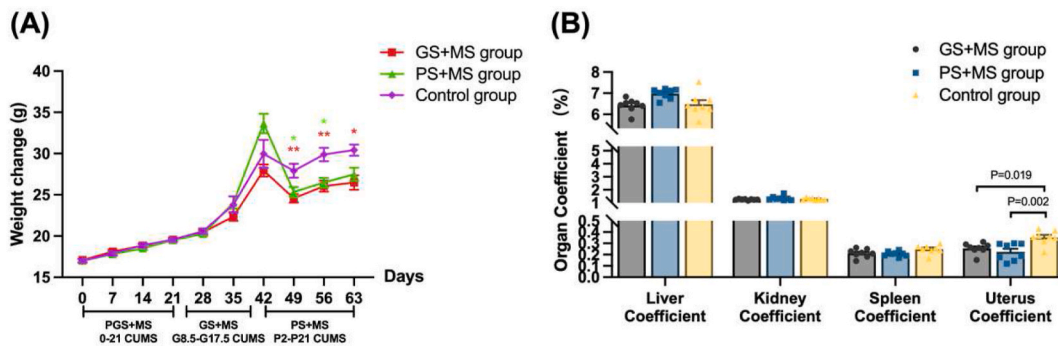 (A)
GS+MS group
PS+MS group
Control group
Weight change (g)
40
35
30
25
20
15
* *
** ** *
Days
0 7 14 21 28 35 42 49 56 63
PGS+MS GS+MS PS+MS
0-21 CUMS G8.5-G17.5 CUMS P2-P21 CUMS
(B)
GS+MS group
PS+MS group
Control group
Organ Coefficient (%)
8
7
6
5
4
3
2
1
0.5
0.4
0.3
0.2
0.1
0.0
P=0.019
P=0.002
Liver Kidney Spleen Uterus
Coefficient Coefficient Coefficient Coefficient